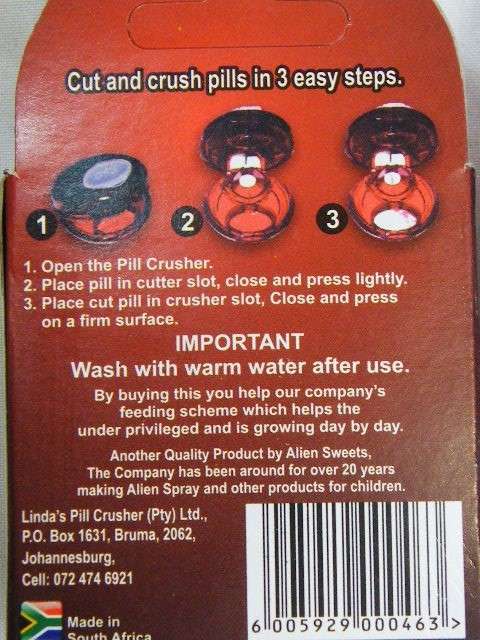 Cut and crush pills in 3 easy steps.
1 2 3
1. Open the Pill Crusher.
2. Place pill in cutter slot, close and press lightly.
3. Place cut pill in crusher slot, Close and press
on a firm surface.
IMPORTANT
Wash with warm water after use.
By buying this you help our company's
feeding scheme which helps the
under privileged and is growing day by day.
Another Quality Product by Alien Sweets,
The Company has been around for over 20 years
making Alien Spray and other products for children.
Linda's Pill Crusher (Pty) Ltd.,
P.O. Box 1631, Bruma, 2062,
Johannesburg,
Cell: 072 474 6921
Made in
South Africa
6 005929 000463 >